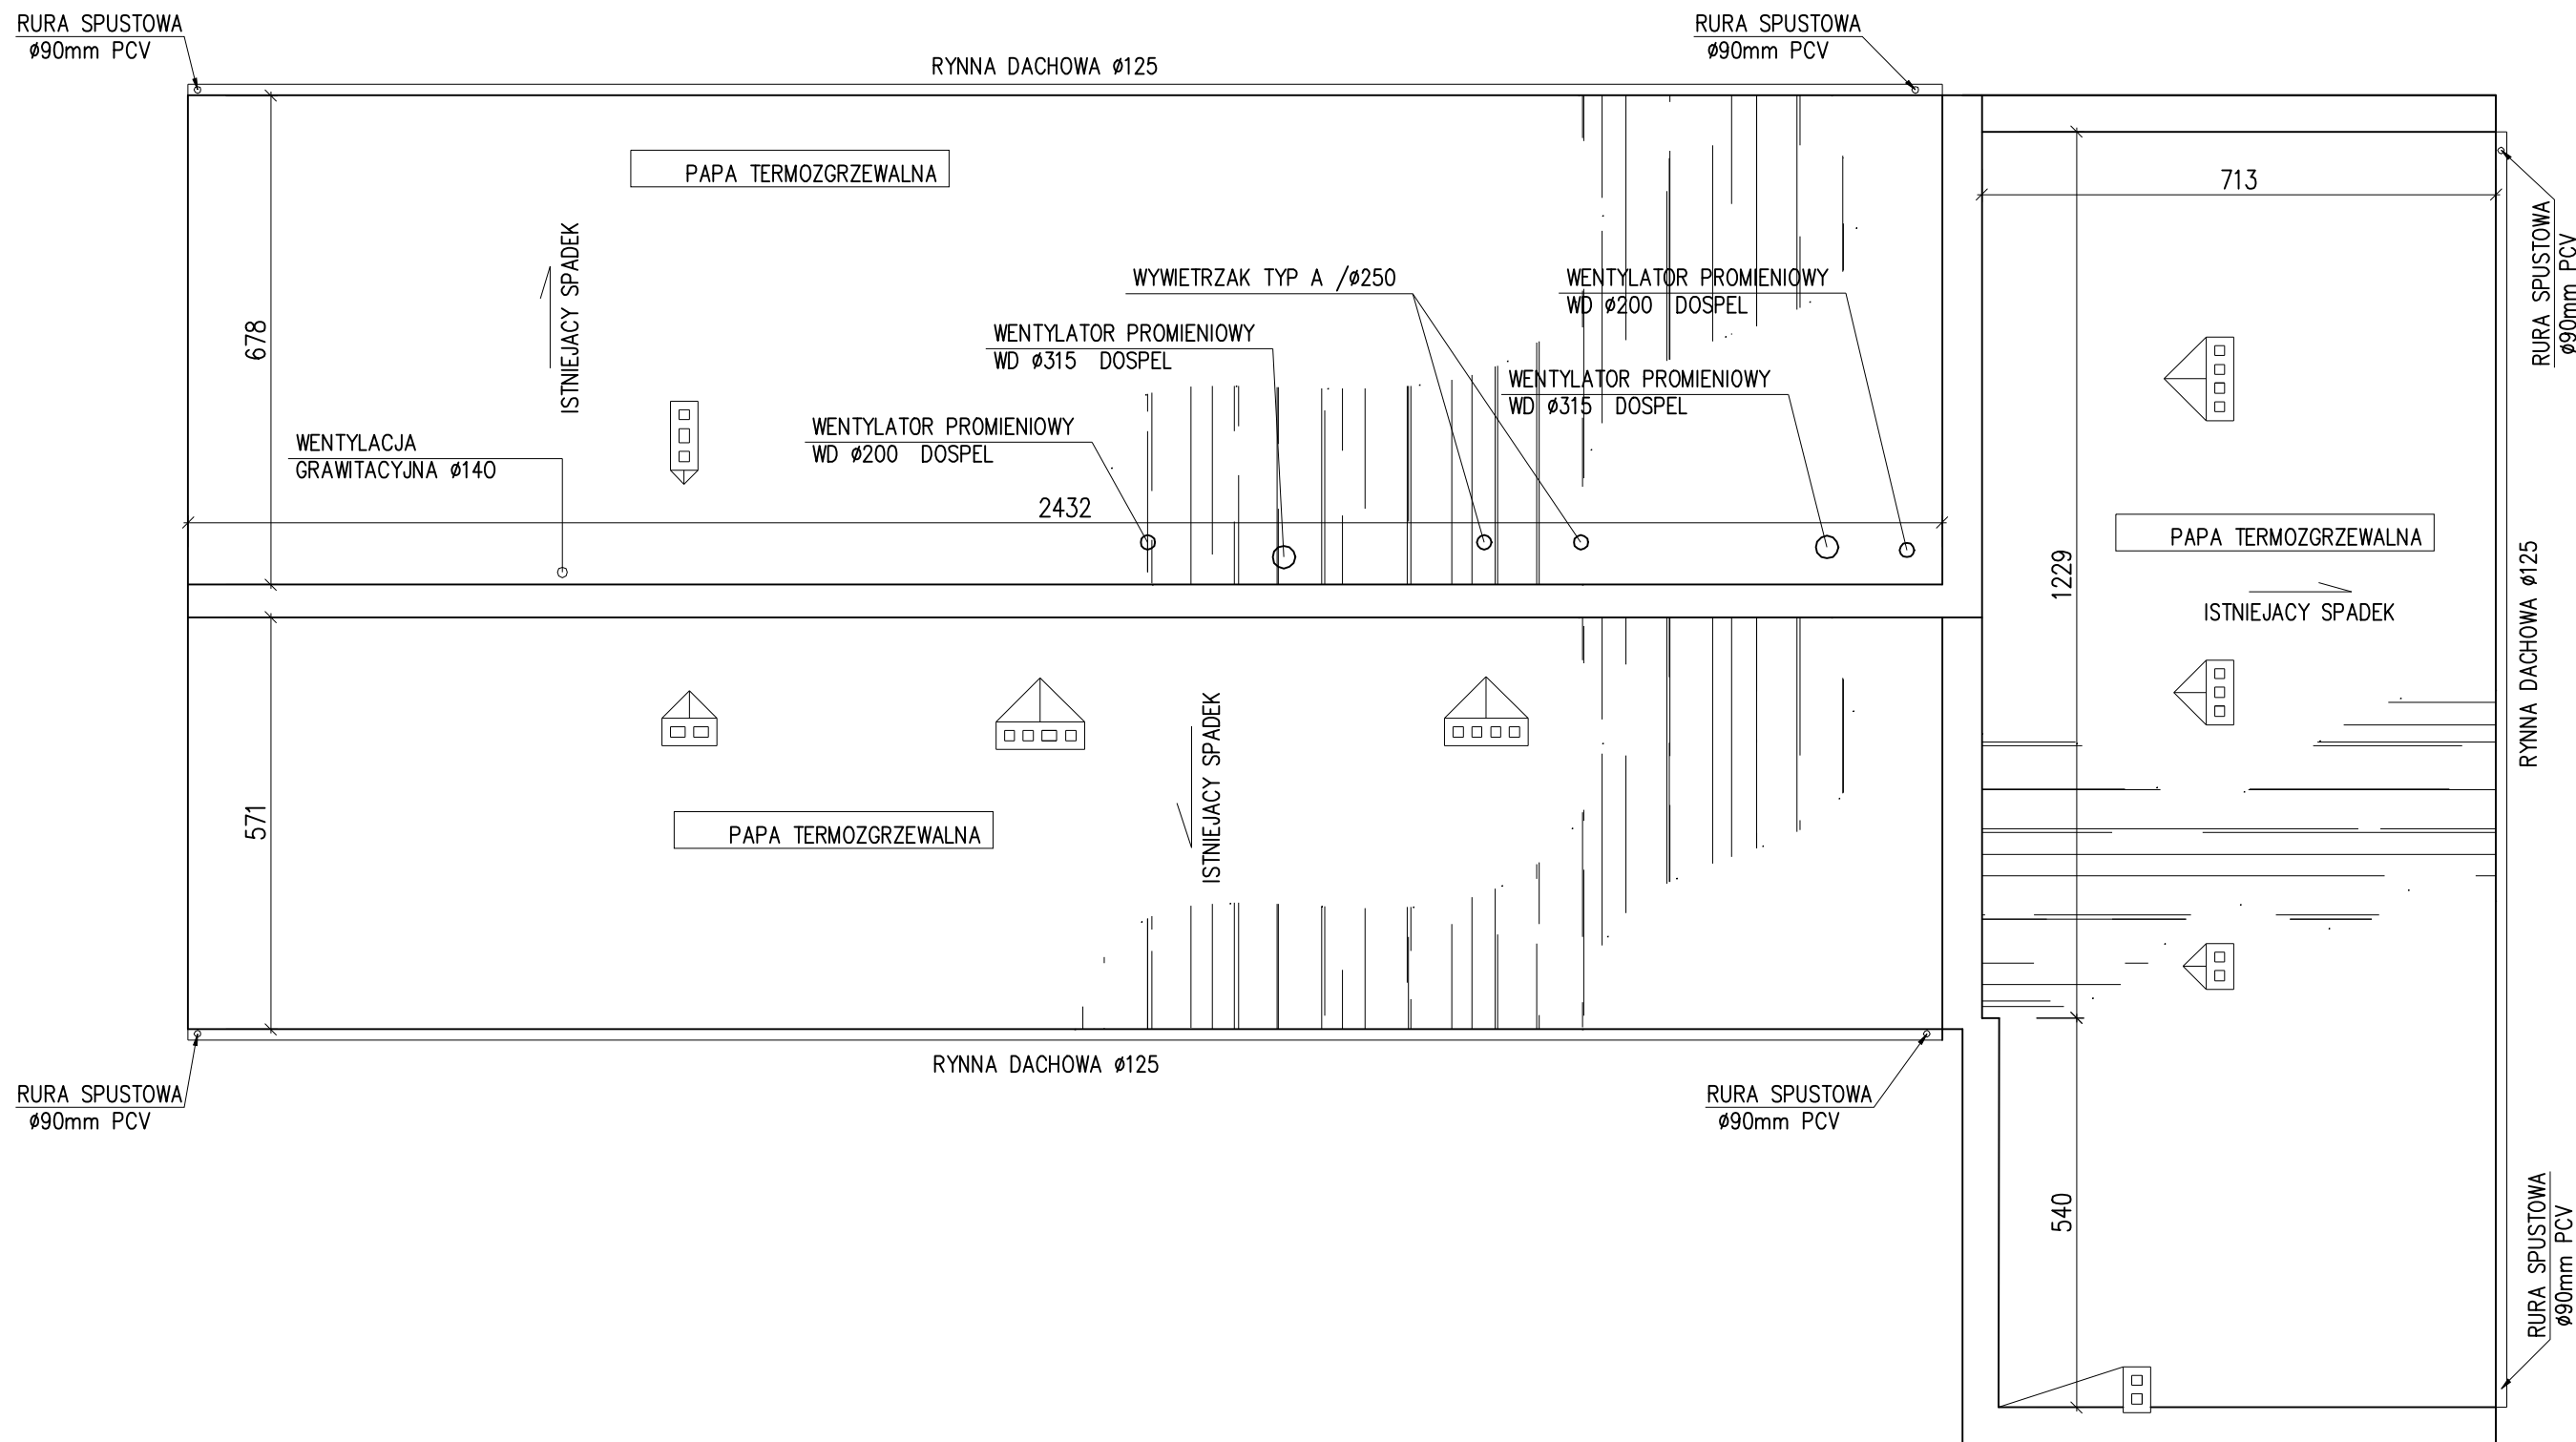 RURA SPUSTOWA
ø90mm PCV
RYNNA DACHOWA ø125
RURA SPUSTOWA
ø90mm PCV
PAPA TERMOZGRZEWALNA
713
RURA SPUSTOWA
ø90mm PCV
ISTNIEJACY SPADEK
678
WYWIETRZAK TYP A /ø250
WENTYLATOR PROMIENIOWY
WD ø200 DOSPEL
WENTYLATOR PROMIENIOWY
WD ø315 DOSPEL
WENTYLATOR PROMIENIOWY
WD ø315 DOSPEL
WENTYLATOR PROMIENIOWY
WD ø200 DOSPEL
WENTYLACJA
GRAWITACYJNA ø140
2432
PAPA TERMOZGRZEWALNA
1229
ISTNIEJACY SPADEK
RYNNA DACHOWA ø125
ISTNIEJACY SPADEK
571
PAPA TERMOZGRZEWALNA
RYNNA DACHOWA ø125
RURA SPUSTOWA
ø90mm PCV
RURA SPUSTOWA
ø90mm PCV
540
RURA SPUSTOWA
ø90mm PCV